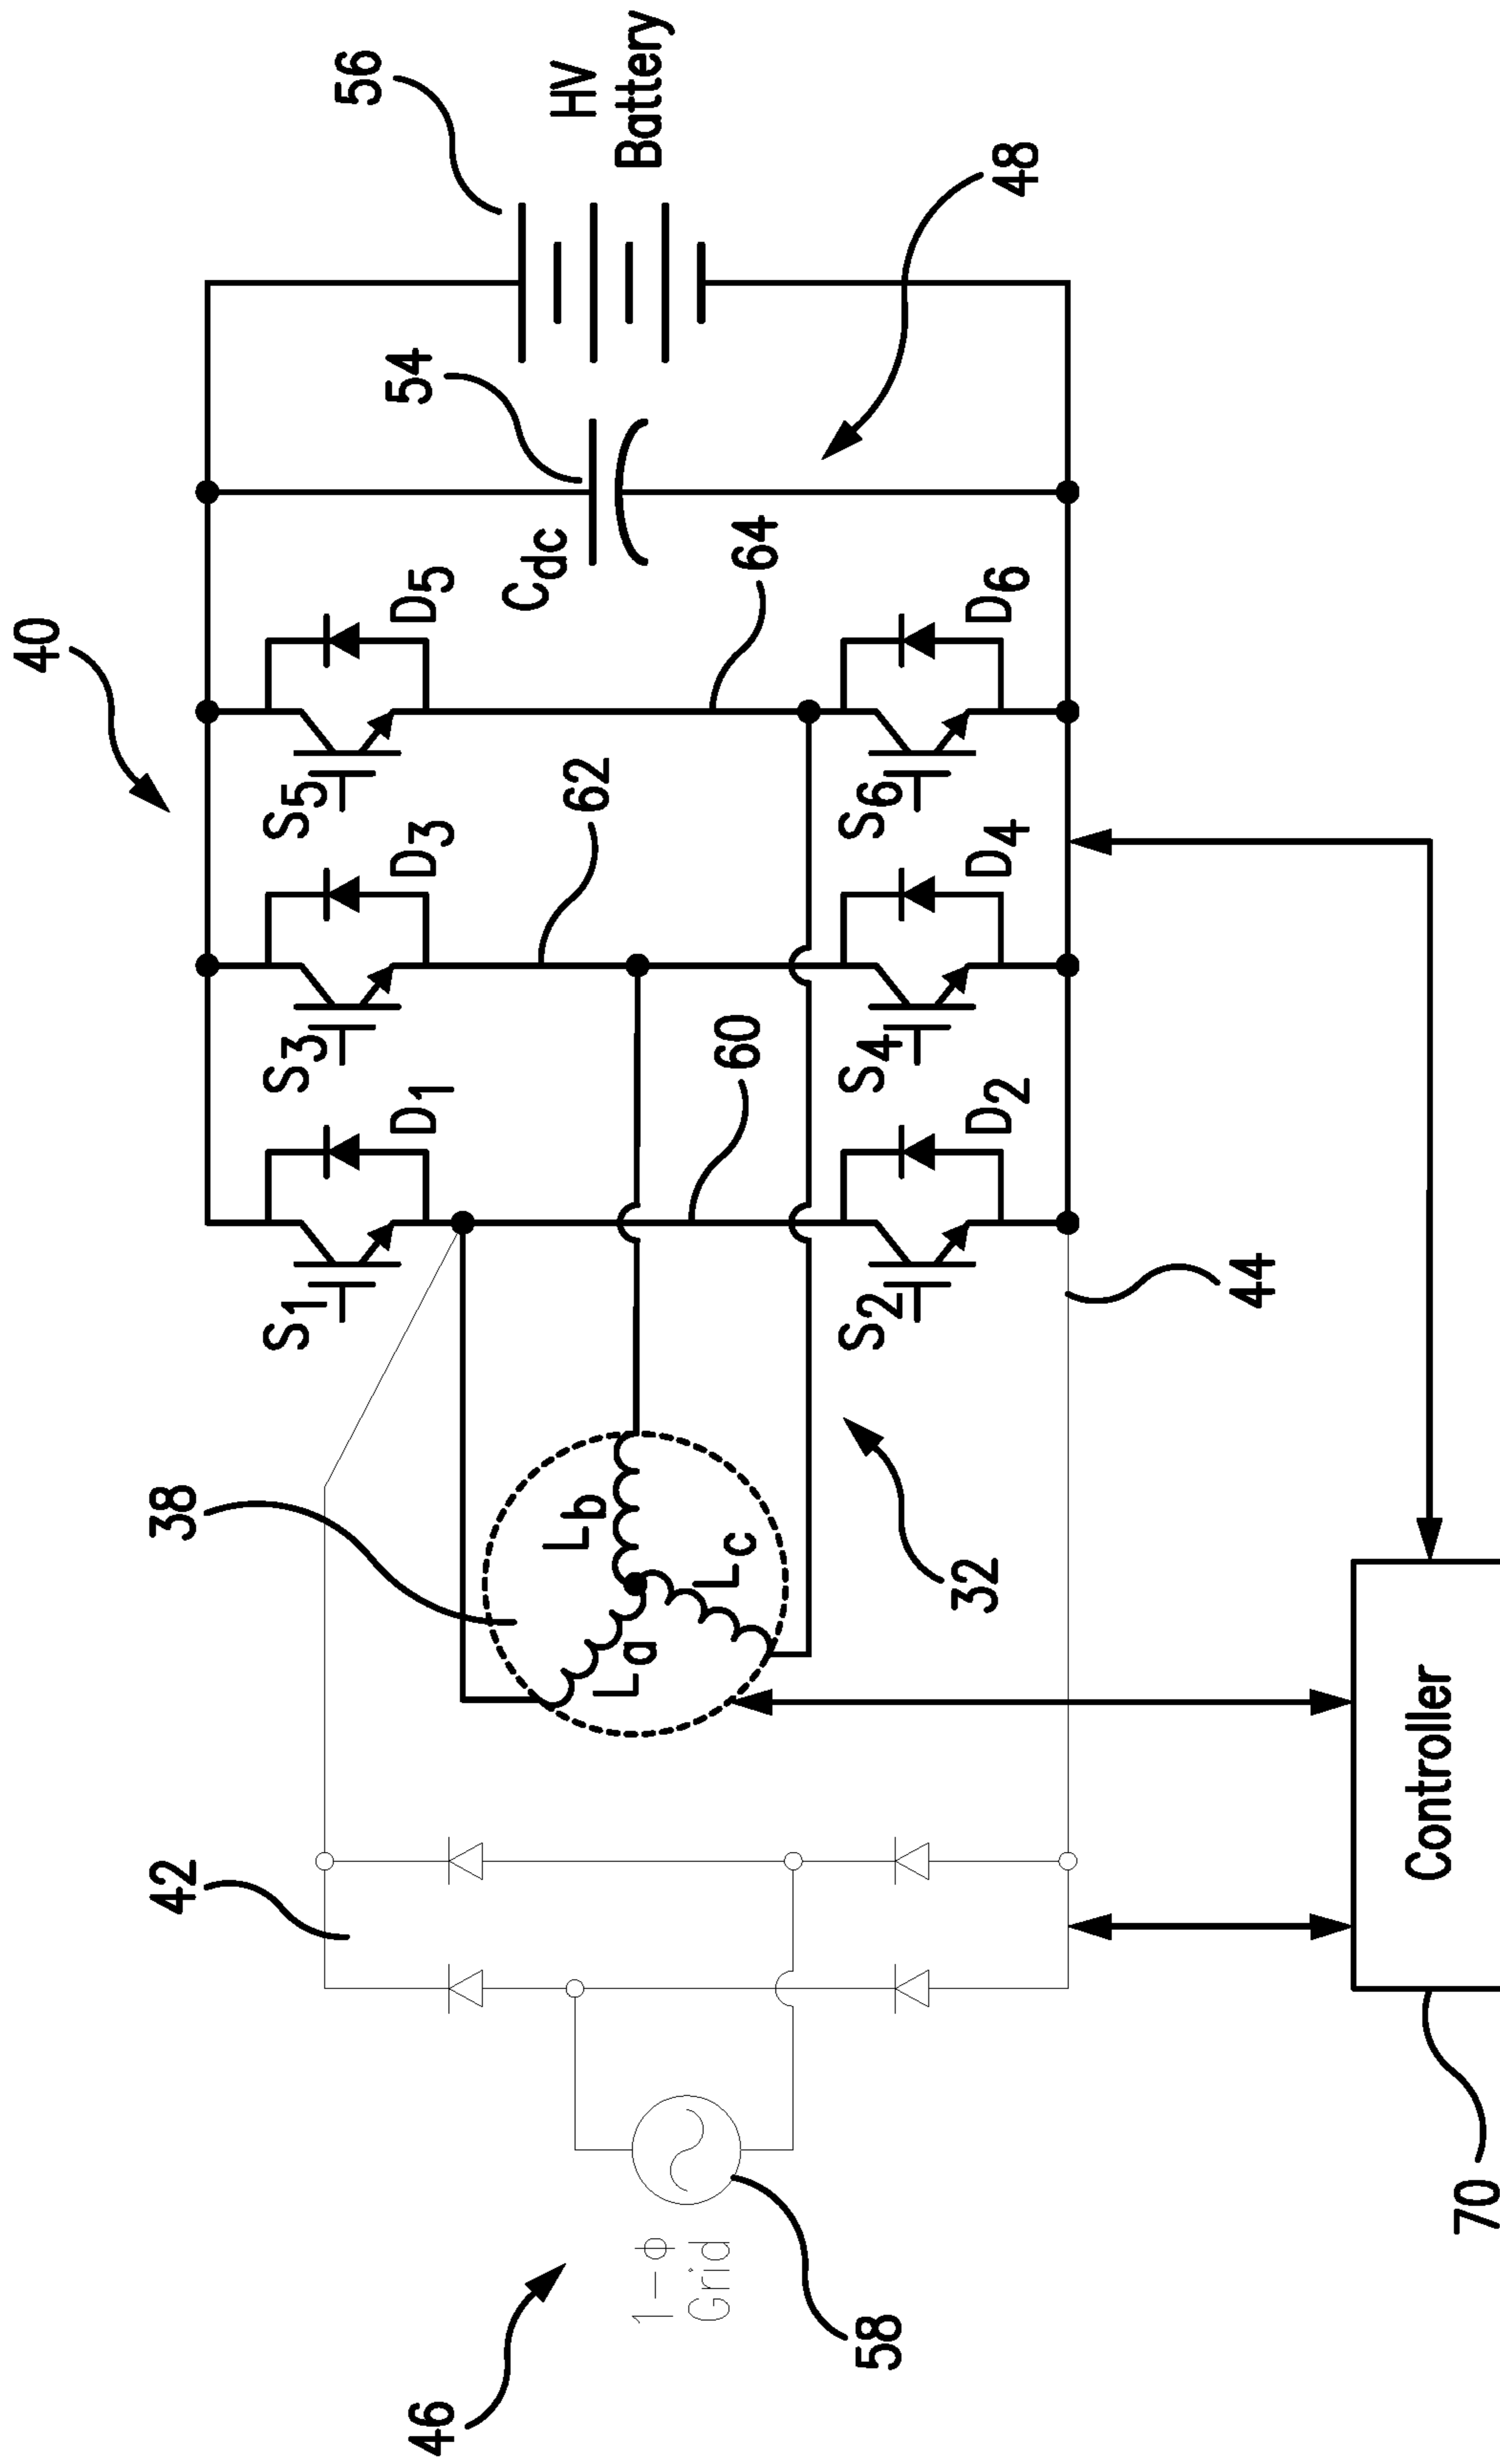 40
56
HV
Battery
54
C_dc
48
S1
D1
S3
D3
S5
D5
60
62
64
S2
D2
S4
D4
S6
D6
44
38
La
Lb
Lc
32
42
46
1-ϕ
Grid
58
Controller
70